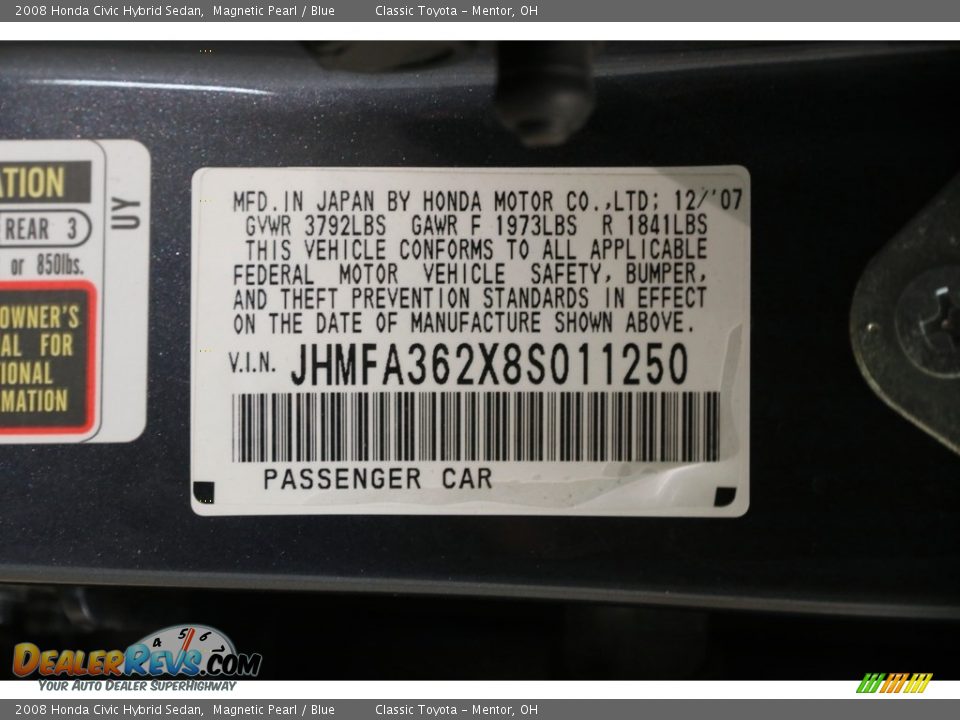 2008 Honda Civic Hybrid Sedan, Magnetic Pearl / Blue Classic Toyota - Mentor, OH
ATION
REAR 3
or 850lbs.
OWNER'S
AL FOR
IONAL
MATION
UY
MFD.IN JAPAN BY HONDA MOTOR CO.,LTD; 12/'07
GVWR 3792LBS GAWR F 1973LBS R 1841LBS
THIS VEHICLE CONFORMS TO ALL APPLICABLE
FEDERAL MOTOR VEHICLE SAFETY, BUMPER,
AND THEFT PREVENTION STANDARDS IN EFFECT
ON THE DATE OF MANUFACTURE SHOWN ABOVE.
V.I.N. JHMFA362X8S011250
PASSENGER CAR
4 5 6 7
DEALERREVS.COM
YOUR AUTO DEALER SUPERHIGHWAY
2008 Honda Civic Hybrid Sedan, Magnetic Pearl / Blue Classic Toyota - Mentor, OH